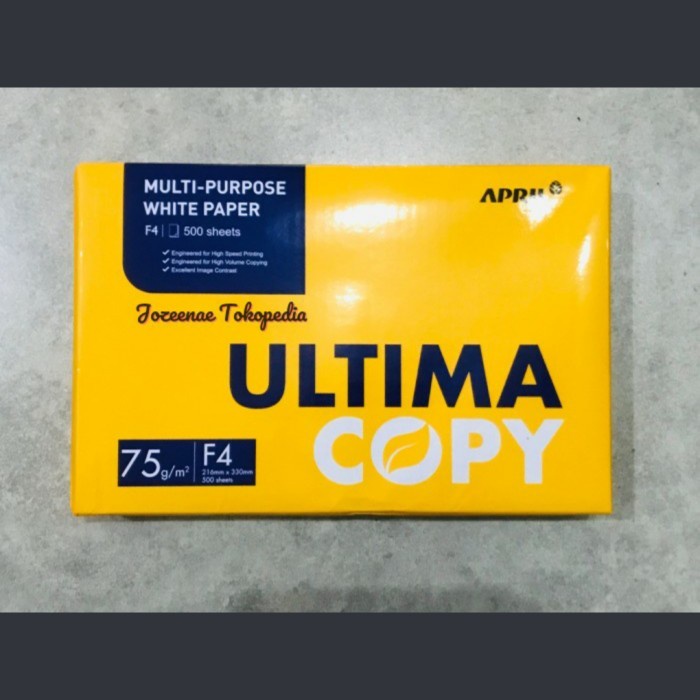 MULTI-PURPOSE
WHITE PAPER
F4 500 sheets
Engineered for High Speed Printing
Engineered for High Volume Copying
Excellent Image Contrast
APRIL
Jozeenae Tokopedia
ULTIMA
COPY
75g/m²
F4
216mm x 330mm
500 sheets